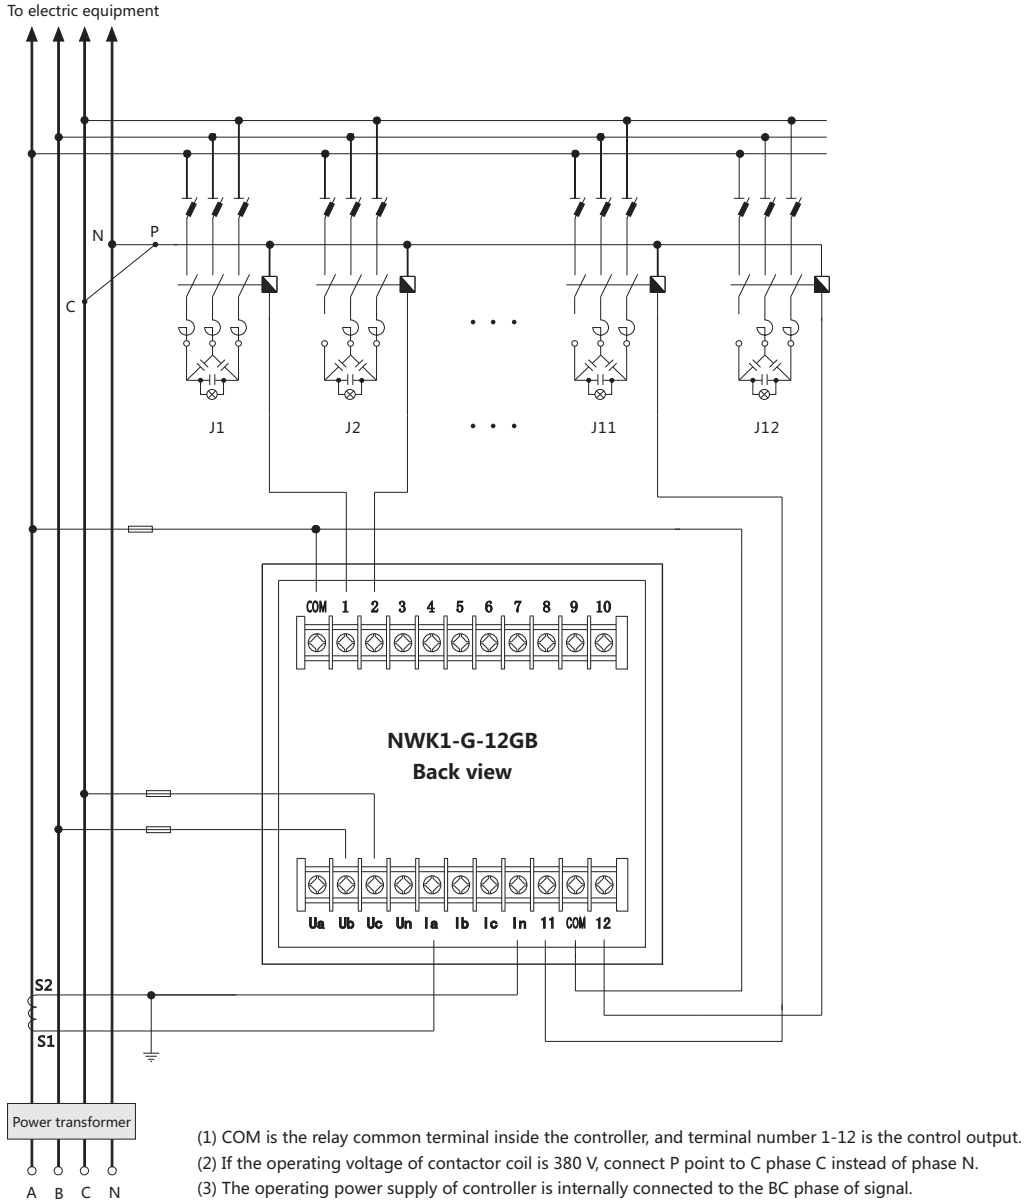 To electric equipment
N
P
C
J1 J2 J11 J12
COM 1 2 3 4 5 6 7 8 9 10
NWK1-G-12GB
Back view
Ua Ub Uc Un Ia Ib Ic In 11 COM 12
S2
S1
Power transformer
A B C N
(1) COM is the relay common terminal inside the controller, and terminal number 1-12 is the control output.
(2) If the operating voltage of contactor coil is 380 V, connect P point to C phase C instead of phase N.
(3) The operating power supply of controller is internally connected to the BC phase of signal.